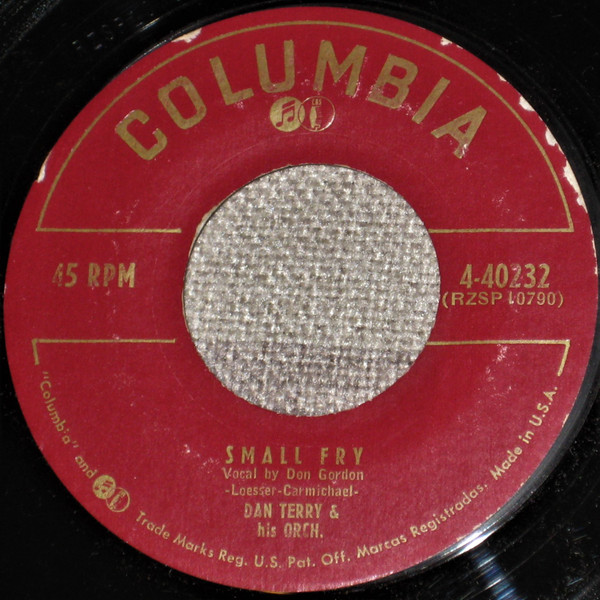 COLUMBIA
45 RPM
4-40232
(RZSP 10790)
SMALL FRY
Vocal by Don Gordon
-Loesser-Carmichael-
DAN TERRY &
his ORCH.
"Columbia" and Trade Marks Reg. U.S. Pat. Off. Marcas Registradas. Made in U.S.A.